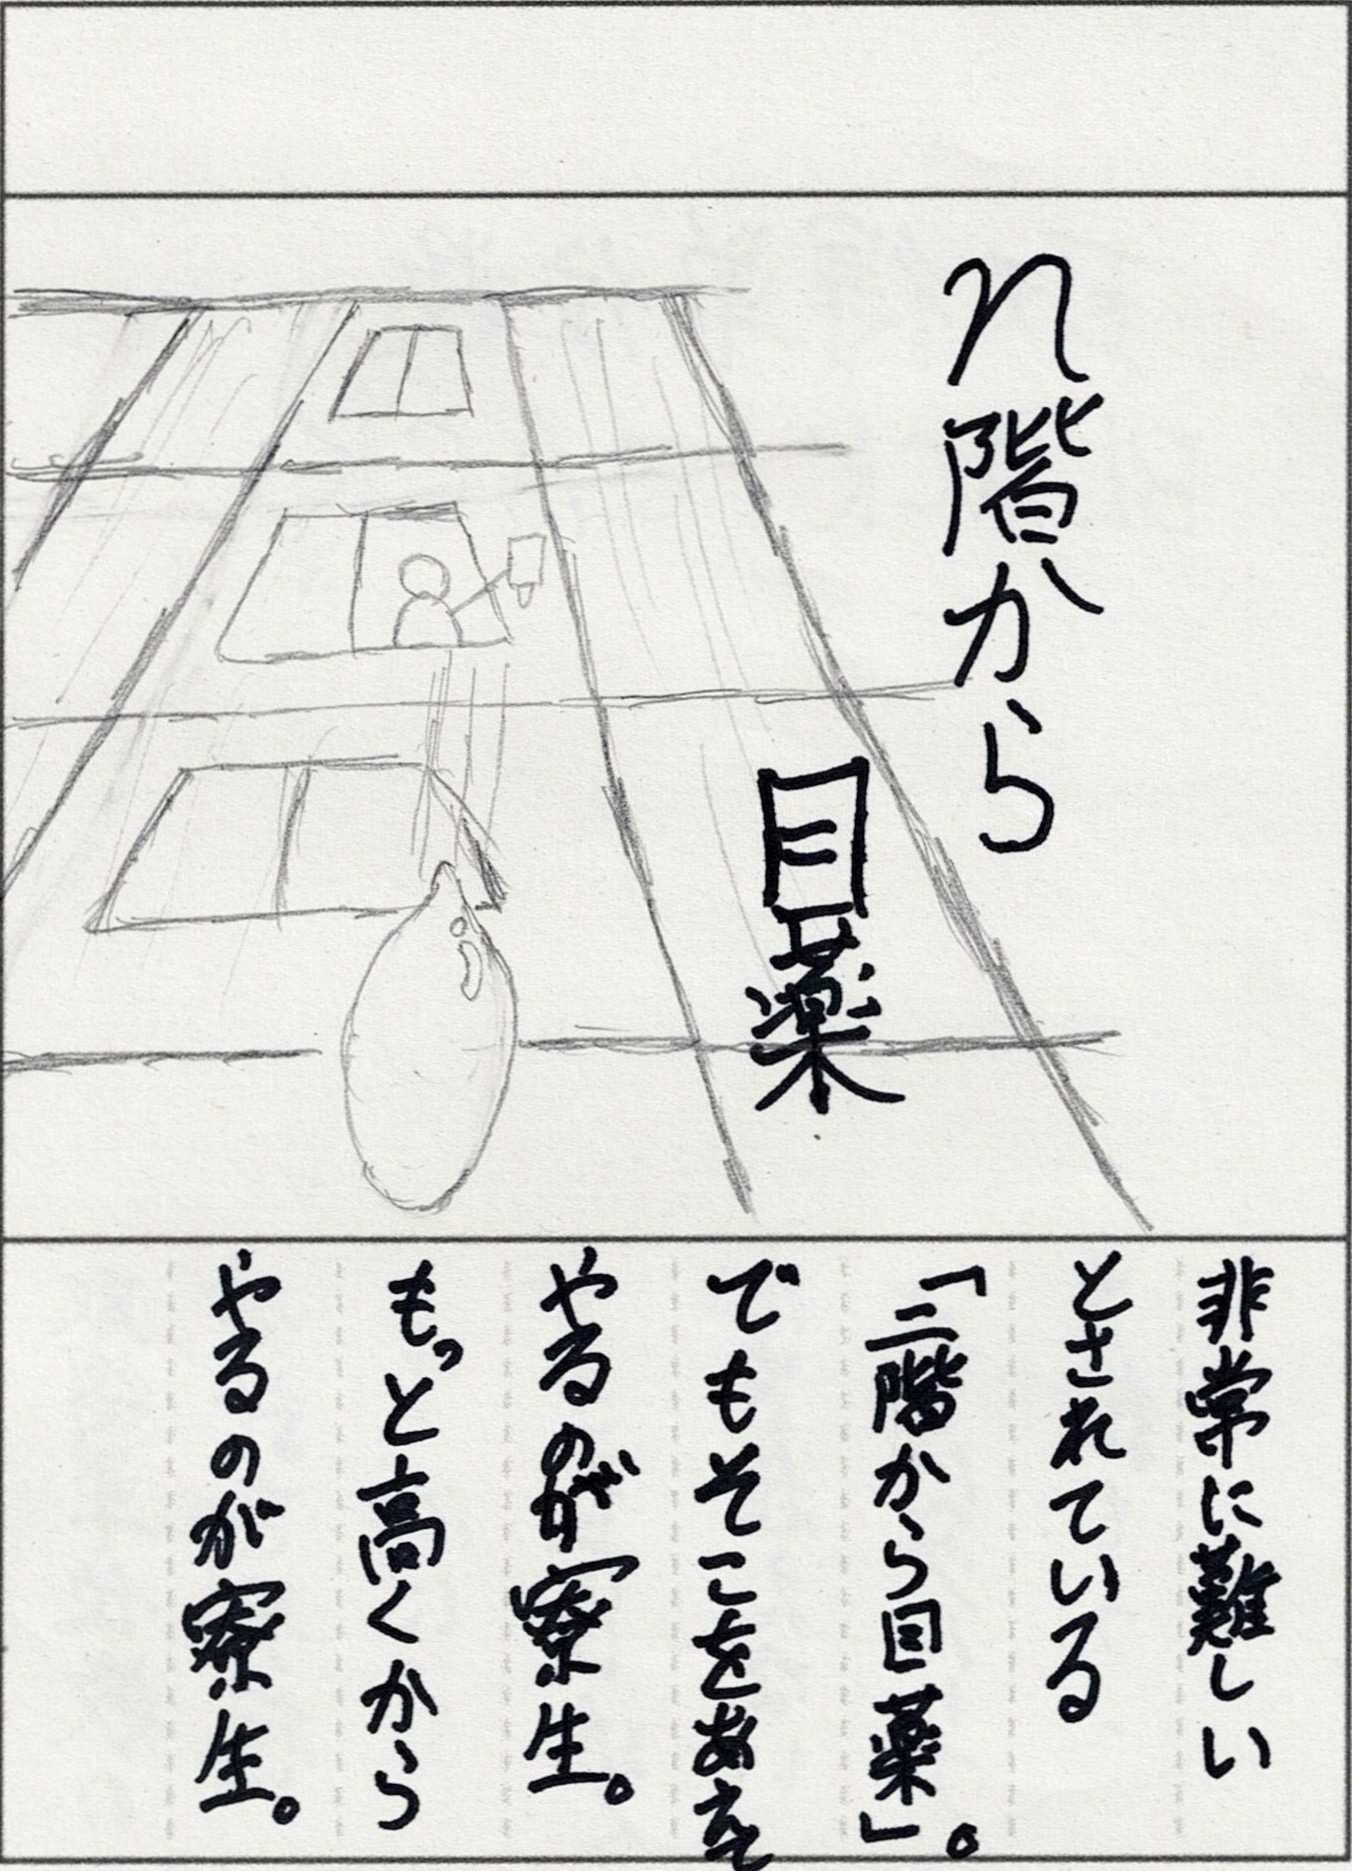 n階から
目薬
非常に難しい
とされている
「二階から目薬」。
でもそこをあえて
やるのが寮生。
もっと高くから
やるのが寮生。